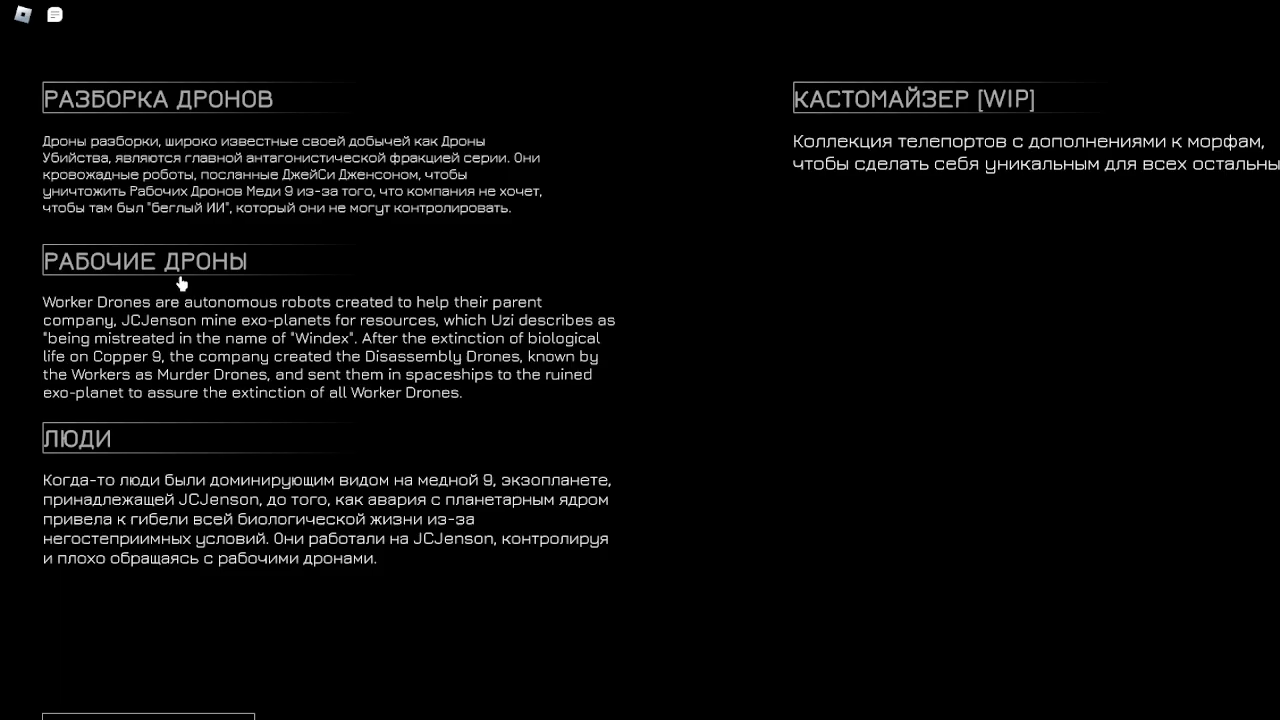 РАЗБОРКА ДРОНОВ
Дроны разборки, широко известные своей добычей как Дроны
Убийства, являются главной антагонистической фракцией серии. Они
кровожадные роботы, посланные ДжейСи Дженсоном, чтобы
уничтожить Рабочих Дронов Меди 9 из-за того, что компания не хочет,
чтобы там был "беглый ИИ", который они не могут контролировать.
РАБОЧИЕ ДРОНЫ
Worker Drones are autonomous robots created to help their parent
company, JCJenson mine exo-planets for resources, which Uzi describes as
"being mistreated in the name of "Windex". After the extinction of biological
life on Copper 9, the company created the Disassembly Drones, known by
the Workers as Murder Drones, and sent them in spaceships to the ruined
exo-planet to assure the extinction of all Worker Drones.
ЛЮДИ
Когда-то люди были доминирующим видом на медной 9, экзопланете,
принадлежащей JCJenson, до того, как авария с планетарным ядром
привела к гибели всей биологической жизни из-за
негостеприимных условий. Они работали на JCJenson, контролируя
и плохо обращаясь с рабочими дронами.
КАСТОМАЙЗЕР [WIP]
Коллекция телепортов с дополнениями к морфам,
чтобы сделать себя уникальным для всех остальны